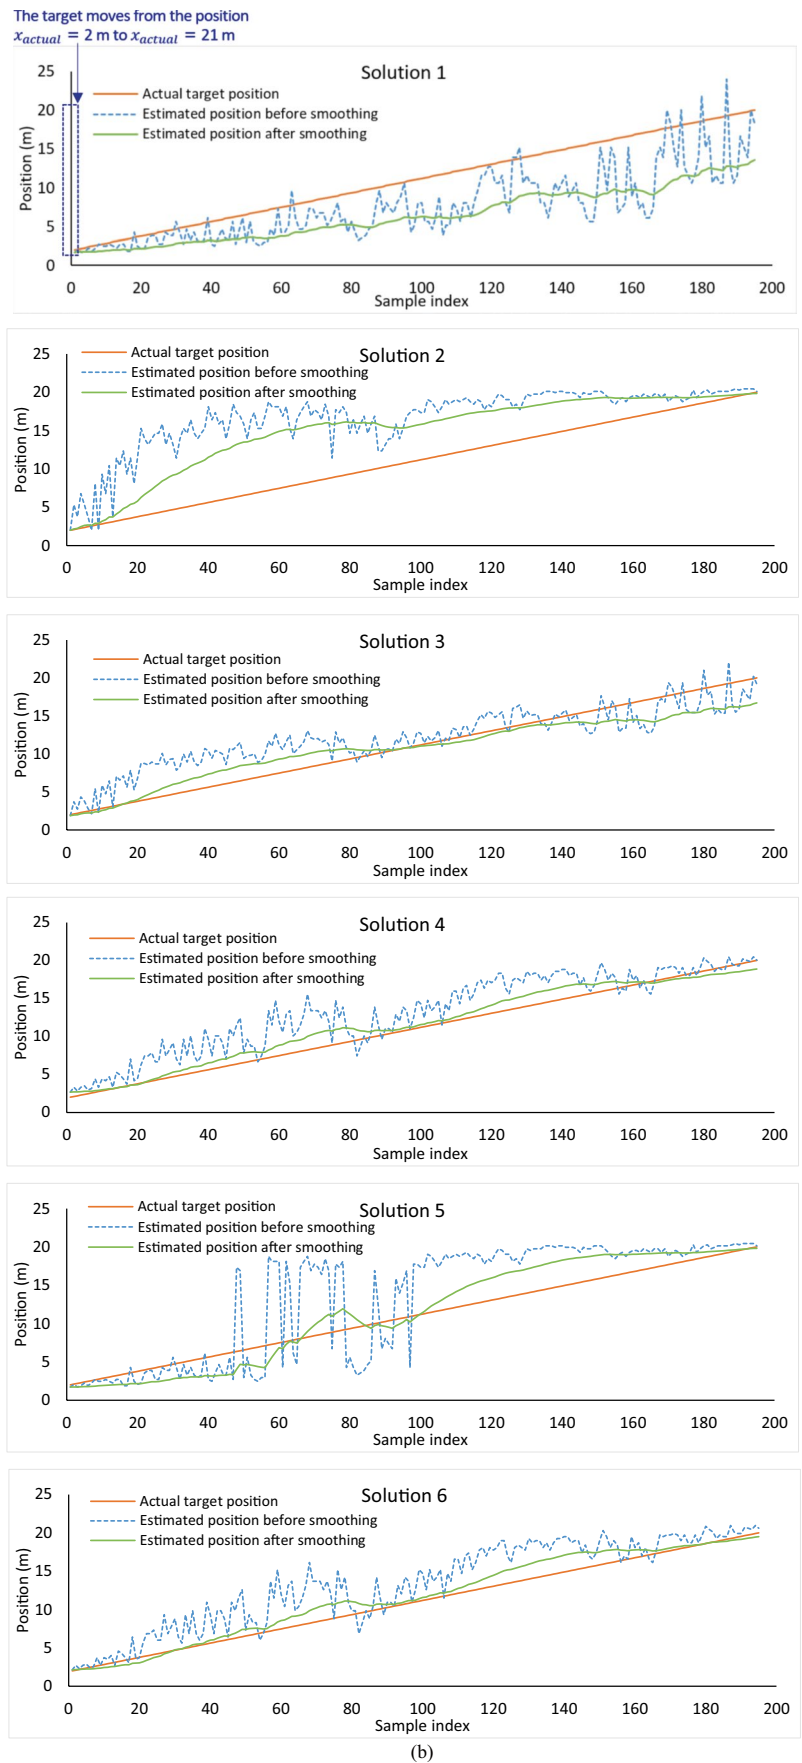 The target moves from the position
x_actual = 2 m to x_actual = 21 m
Solution 1
Actual target position
Estimated position before smoothing
Estimated position after smoothing
Position (m)
25
20
15
10
5
0
0 20 40 60 80 100 120 140 160 180 200
Sample index
Solution 2
Actual target position
Estimated position before smoothing
Estimated position after smoothing
Position (m)
25
20
15
10
5
0
0 20 40 60 80 100 120 140 160 180 200
Sample index
Solution 3
Actual target position
Estimated position before smoothing
Estimated position after smoothing
Position (m)
25
20
15
10
5
0
0 20 40 60 80 100 120 140 160 180 200
Sample index
Solution 4
Actual target position
Estimated position before smoothing
Estimated position after smoothing
Position (m)
25
20
15
10
5
0
0 20 40 60 80 100 120 140 160 180 200
Sample index
Solution 5
Actual target position
Estimated position before smoothing
Estimated position after smoothing
Position (m)
25
20
15
10
5
0
0 20 40 60 80 100 120 140 160 180 200
Sample index
Solution 6
Actual target position
Estimated position before smoothing
Estimated position after smoothing
Position (m)
25
20
15
10
5
0
0 20 40 60 80 100 120 140 160 180 200
Sample index
(b)